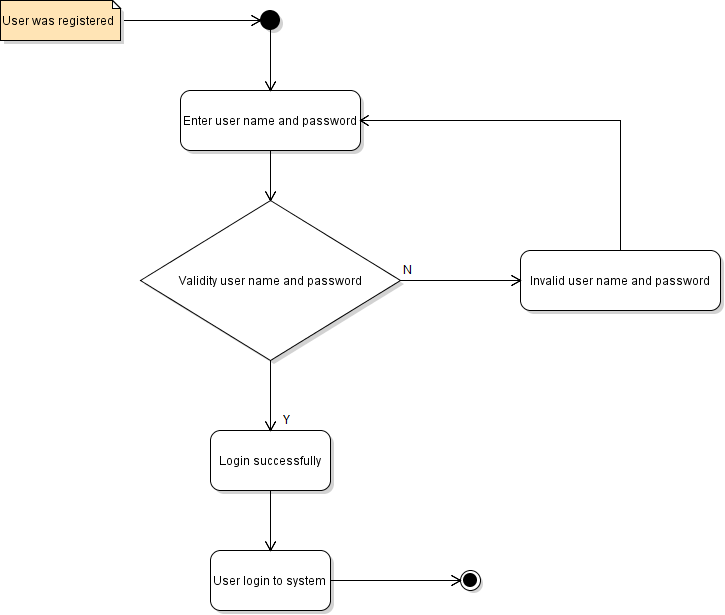 User was registered
Enter user name and password
Validity user name and password
N
Invalid user name and password
Y
Login successfully
User login to system